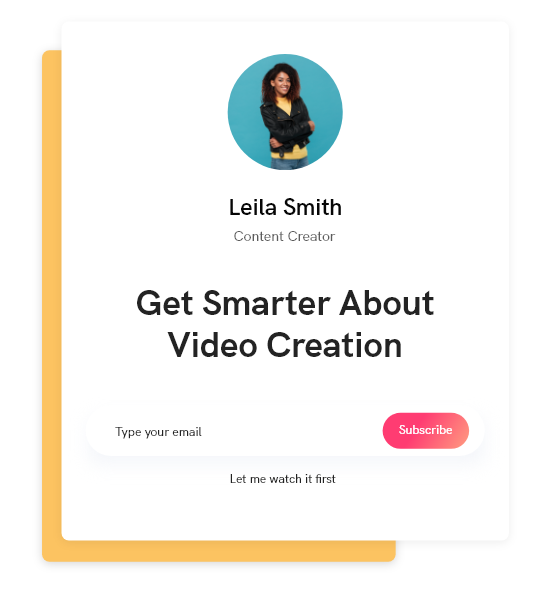 Leila Smith
Content Creator
Get Smarter About
Video Creation
Type your email
Subscribe
Let me watch it first